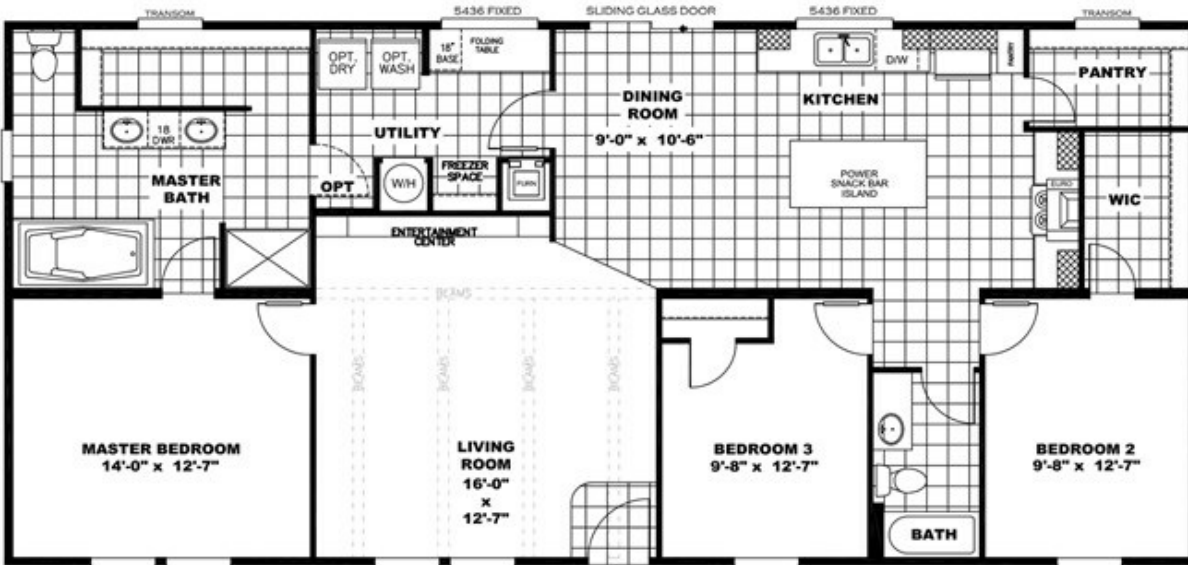 TRANSOM
5436 FIXED
SLIDING GLASS DOOR
5436 FIXED
TRANSOM
OPT.
DRY
OPT.
WASH
18"
BASE
FOLDING
TABLE
D/W
PANTRY
PANTRY
DINING
ROOM
9'-0" x 10'-6"
KITCHEN
18
DWR
UTILITY
MASTER
BATH
OPT
W/H
FREEZER
SPACE
FURN
POWER
SNACK BAR
ISLAND
EURO
WIC
ENTERTAINMENT
CENTER
BEAMS
BEAMS
BEAMS
BEAMS
BEAMS
MASTER BEDROOM
14'-0" x 12'-7"
LIVING
ROOM
16'-0"
x
12'-7"
BEDROOM 3
9'-8" x 12'-7"
BEDROOM 2
9'-8" x 12'-7"
BATH